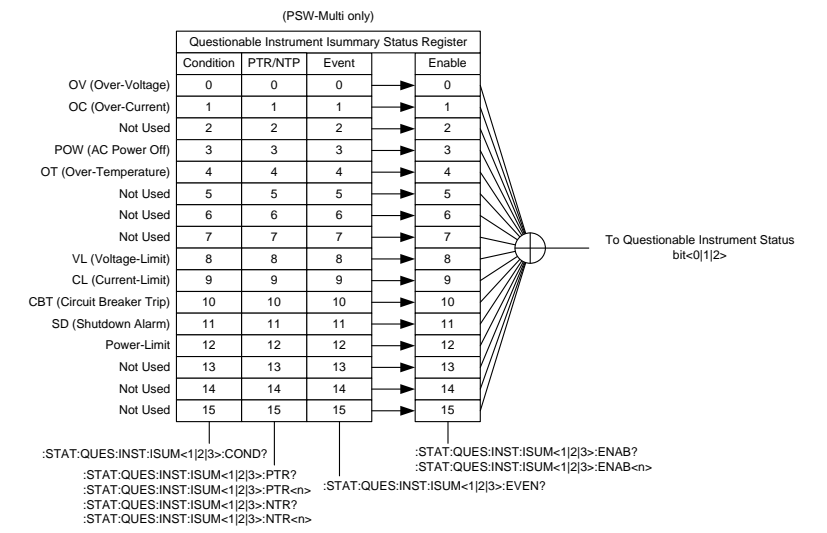 (PSW-Multi only)
Questionable Instrument Isummary Status Register
Condition PTR/NTP Event Enable
OV (Over-Voltage) 0 0 0 0
OC (Over-Current) 1 1 1 1
Not Used 2 2 2 2
POW (AC Power Off) 3 3 3 3
OT (Over-Temperature) 4 4 4 4
Not Used 5 5 5 5
Not Used 6 6 6 6
Not Used 7 7 7 7
To Questionable Instrument Status
bit<0|1|2>
VL (Voltage-Limit) 8 8 8 8
CL (Current-Limit) 9 9 9 9
CBT (Circuit Breaker Trip) 10 10 10 10
SD (Shutdown Alarm) 11 11 11 11
Power-Limit 12 12 12 12
Not Used 13 13 13 13
Not Used 14 14 14 14
Not Used 15 15 15 15
:STAT:QUES:INST:ISUM<1|2|3>:COND?
:STAT:QUES:INST:ISUM<1|2|3>:PTR?
:STAT:QUES:INST:ISUM<1|2|3>:PTR<n>
:STAT:QUES:INST:ISUM<1|2|3>:NTR?
:STAT:QUES:INST:ISUM<1|2|3>:NTR<n>
:STAT:QUES:INST:ISUM<1|2|3>:EVEN?
:STAT:QUES:INST:ISUM<1|2|3>:ENAB?
:STAT:QUES:INST:ISUM<1|2|3>:ENAB<n>